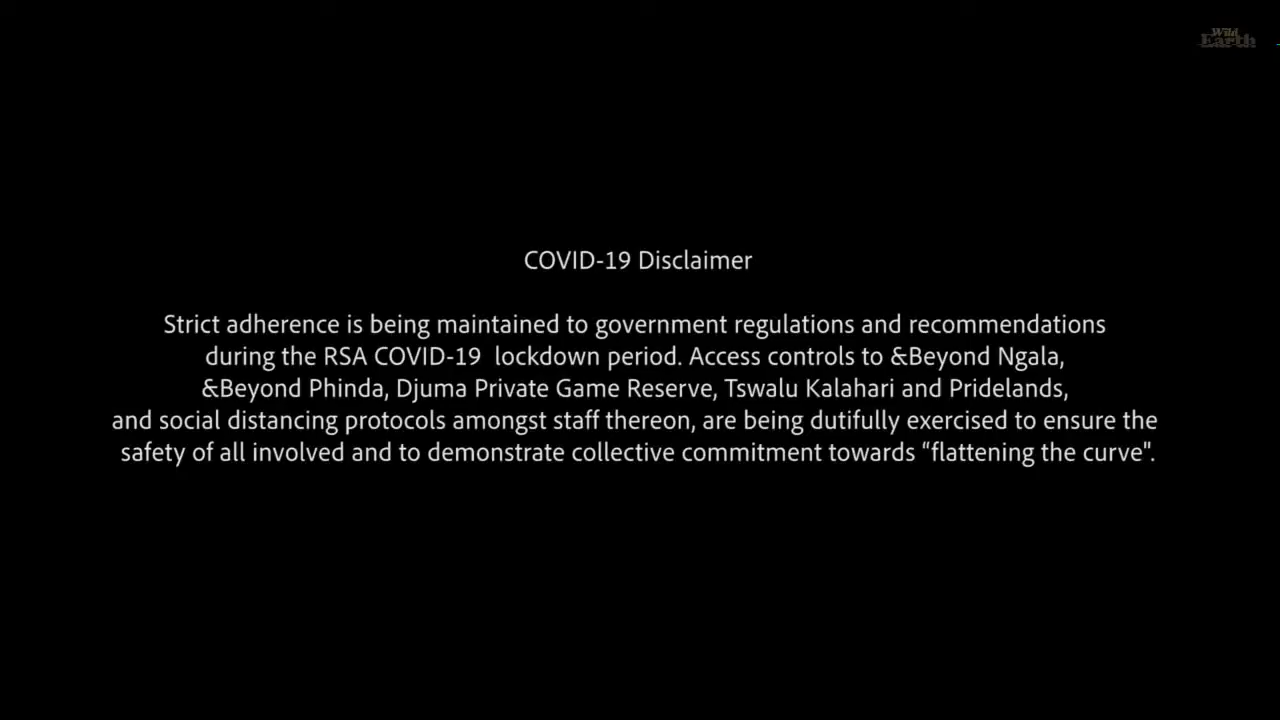 Wild
Earth
COVID-19 Disclaimer
Strict adherence is being maintained to government regulations and recommendations
during the RSA COVID-19  lockdown period. Access controls to &Beyond Ngala,
&Beyond Phinda, Djuma Private Game Reserve, Tswalu Kalahari and Pridelands,
and social distancing protocols amongst staff thereon, are being dutifully exercised to ensure the
safety of all involved and to demonstrate collective commitment towards “flattening the curve".